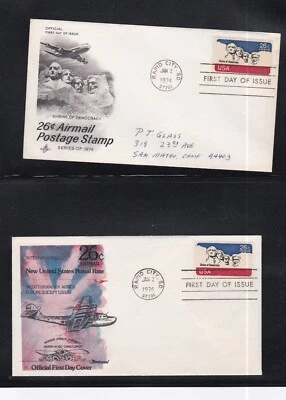 OFFICIAL
FIRST DAY OF ISSUE
SHRINE OF DEMOCRACY
26¢ Airmail
Postage Stamp
SERIES OF 1974
RAPID CITY, SD
JAN 2
1974
57701
26c
USA
FIRST DAY OF ISSUE
P T GLASS
319 23RD AVE
SAN MATEO, CALIF 94403
INTERNATIONAL
26¢
AIRMAIL
New United States Postal Rate
Official First Day Cover
RAPID CITY, SD
JAN 2
1974
57701
26c
USA
FIRST DAY OF ISSUE